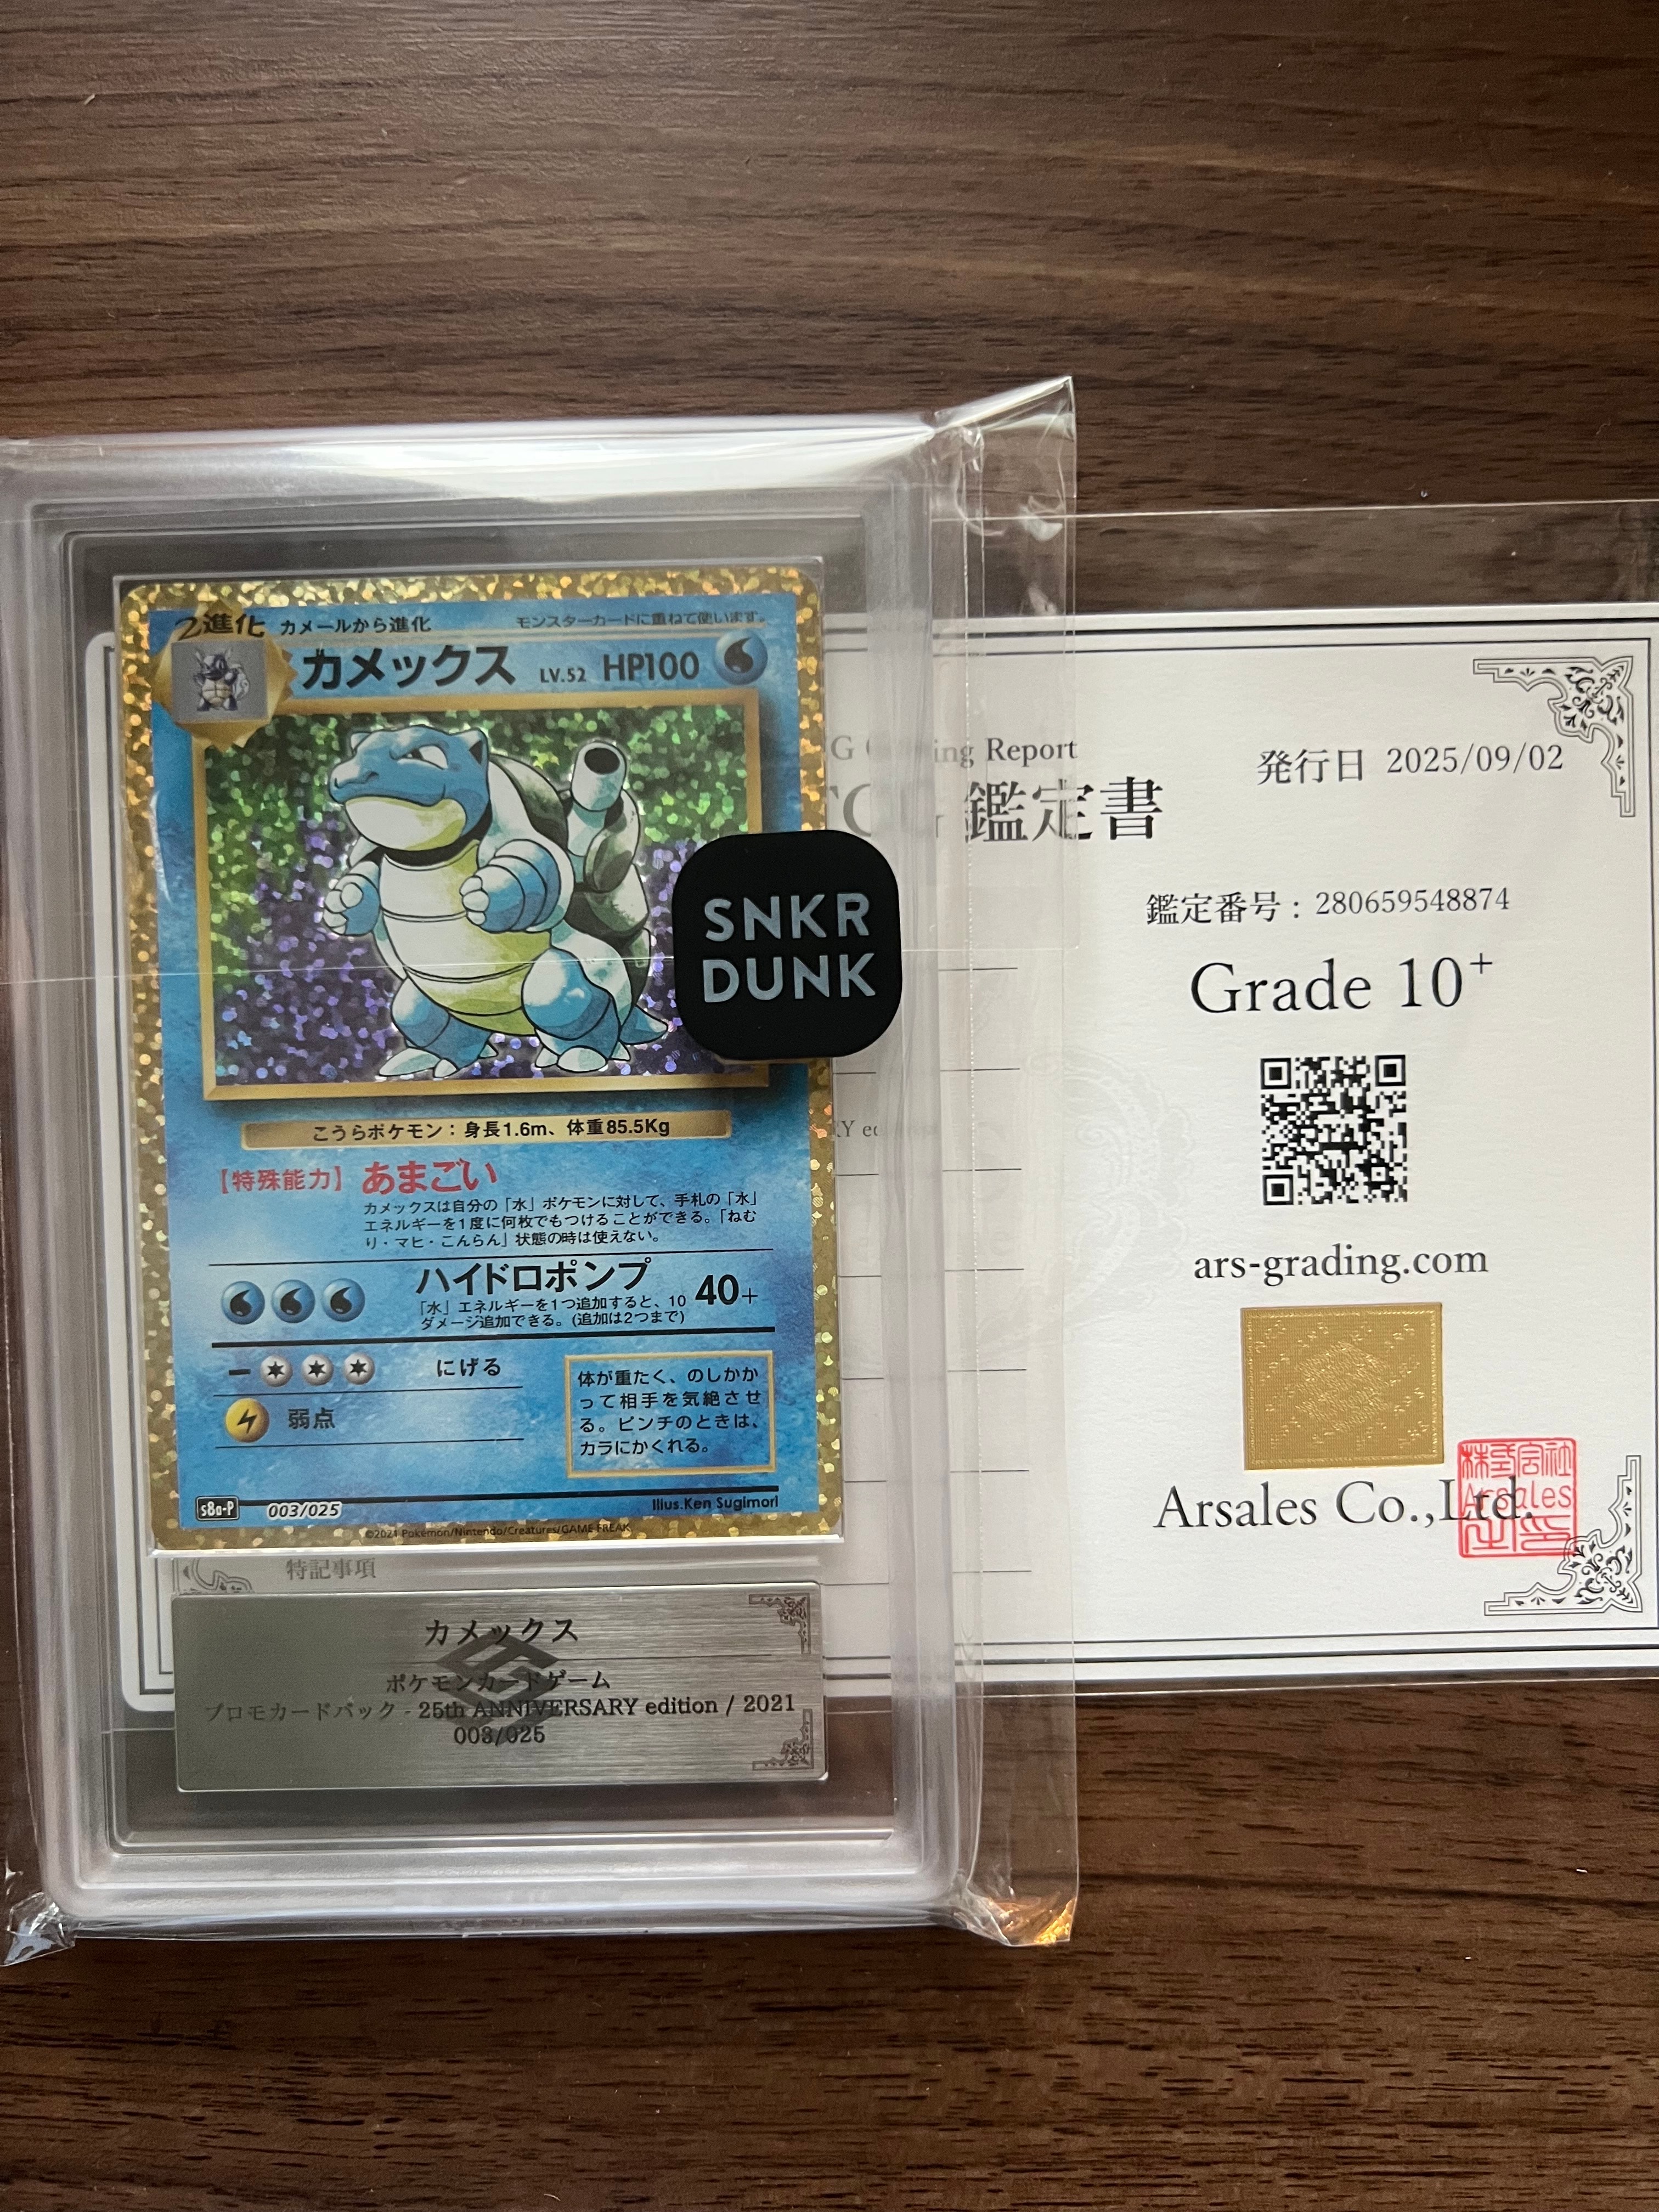 2進化 カメールから進化 モンスターカードに重ねて使います。
カメックス LV.52 HP100
こうらポケモン：身長1.6m、体重85.5Kg
【特殊能力】 あまごい
カメックスは自分の「水」ポケモンに対して、手札の「水」
エネルギーを1度に何枚でもつけることができる。「ねむ
り・マヒ・こんらん」状態の時は使えない。
ハイドロポンプ 40+
「水」エネルギーを1つ追加すると、10
ダメージ追加できる。(追加は2つまで)
にげる
弱点
体が重たく、のしかか
って相手を気絶させ
る。ピンチのときは、
カラにかくれる。
s8a-P 003/025 Illus.Ken Sugimori
©2021 Pokémon/Nintendo/Creatures/GAME FREAK
SNKR
DUNK
特記事項
カメックス
ポケモンカードゲーム
プロモカードパック - 25th ANNIVERSARY edition / 2021
003/025
Report
鑑定書
発行日 2025/09/02
鑑定番号：280659548874
Grade 10+
ars-grading.com
Arsales Co.,Ltd.
株式会社
Arsales